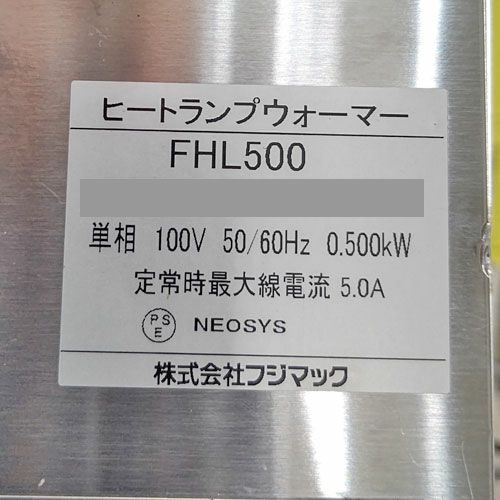 ヒートランプウォーマー
FHL500
単相 100V 50/60Hz 0.500kW
定常時最大線電流 5.0A
PSE NEOSYS
株式会社フジマック